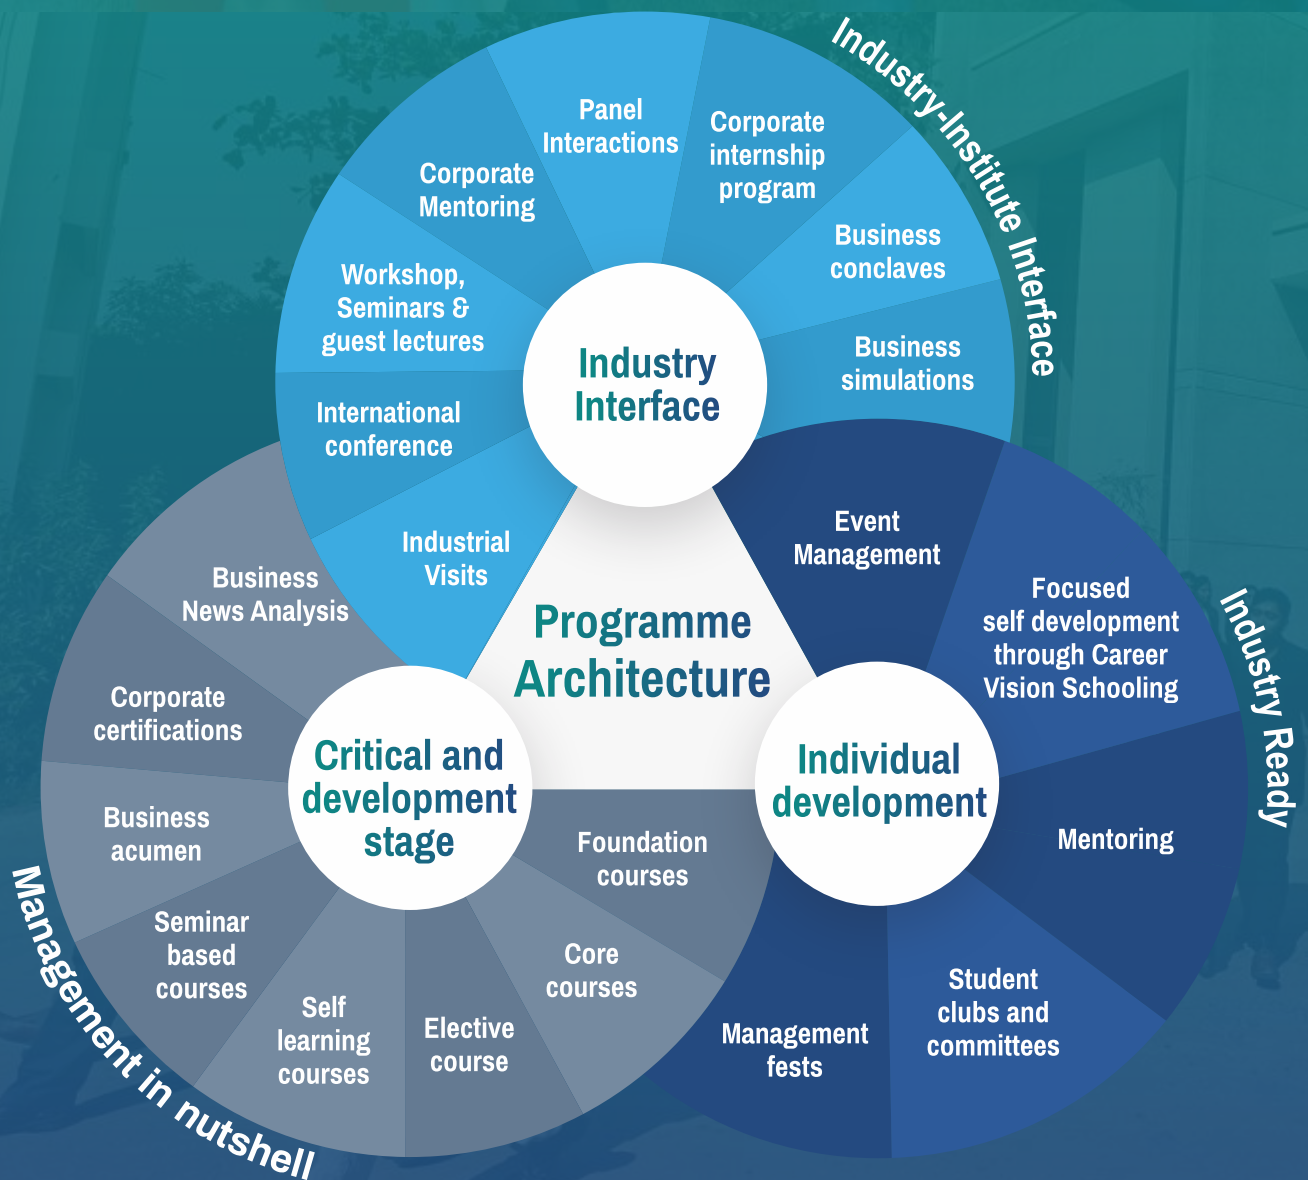 Industry-Institute Interface
Panel
Interactions
Corporate
internship
program
Corporate
Mentoring
Business
conclaves
Workshop,
Seminars &
guest lectures
Business
simulations
International
conference
Industrial
Visits
Industry
Interface
Programme
Architecture
Event
Management
Focused
self development
through Career
Vision Schooling
Mentoring
Student
clubs and
committees
Management
fests
Individual
development
Industry Ready
Business
News Analysis
Corporate
certifications
Business
acumen
Seminar
based
courses
Self
learning
courses
Elective
course
Core
courses
Foundation
courses
Critical and
development
stage
Management in nutshell